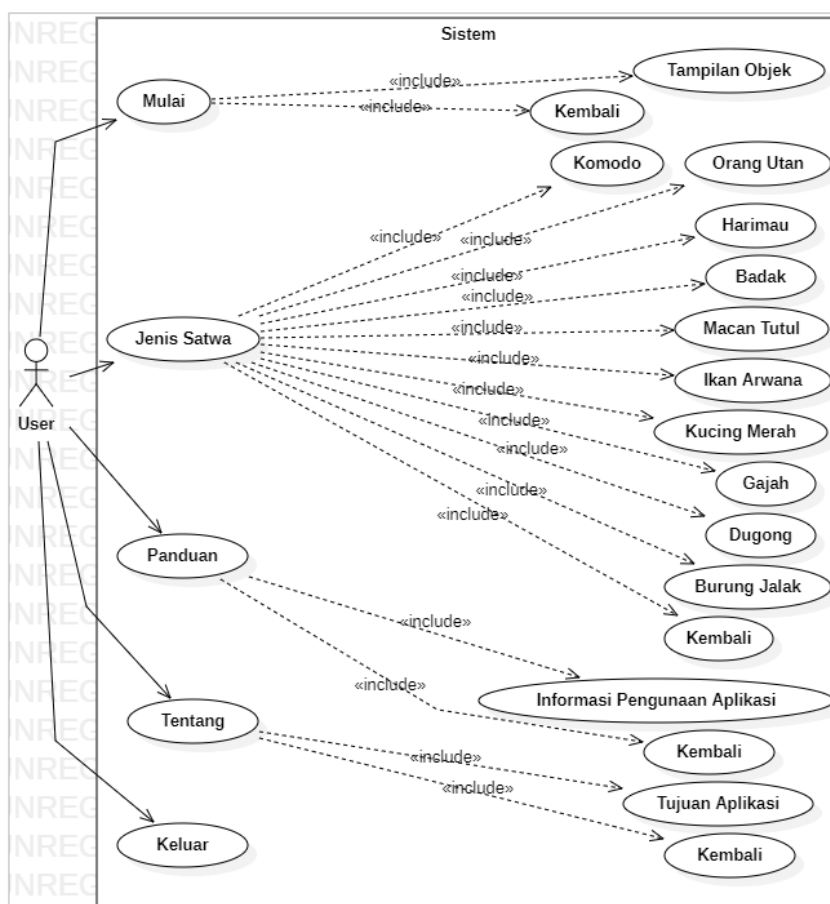 Sistem
Tampilan Objek
«include»
Mulai
«include»
Kembali
Komodo
Orang Utan
Harimau
«include»
«include»
«include»
Badak
«include»
Macan Tutul
«include»
Jenis Satwa
«include»
Ikan Arwana
«include»
User
Kucing Merah
«include»
«include»
Gajah
«include»
«include»
Dugong
Panduan
Burung Jalak
«include»
Kembali
«include»
Informasi Pengunaan Aplikasi
Tentang
Kembali
«include»
«include»
Tujuan Aplikasi
Keluar
Kembali